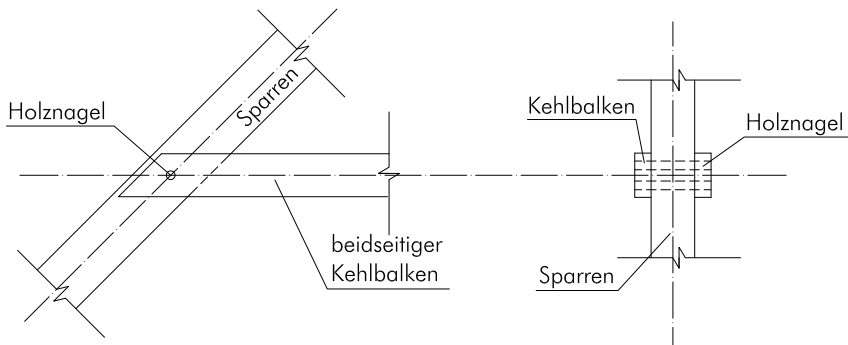 Holznagel
Sparren
beidseitiger
Kehlbalken
Kehlbalken
Holznagel
Sparren